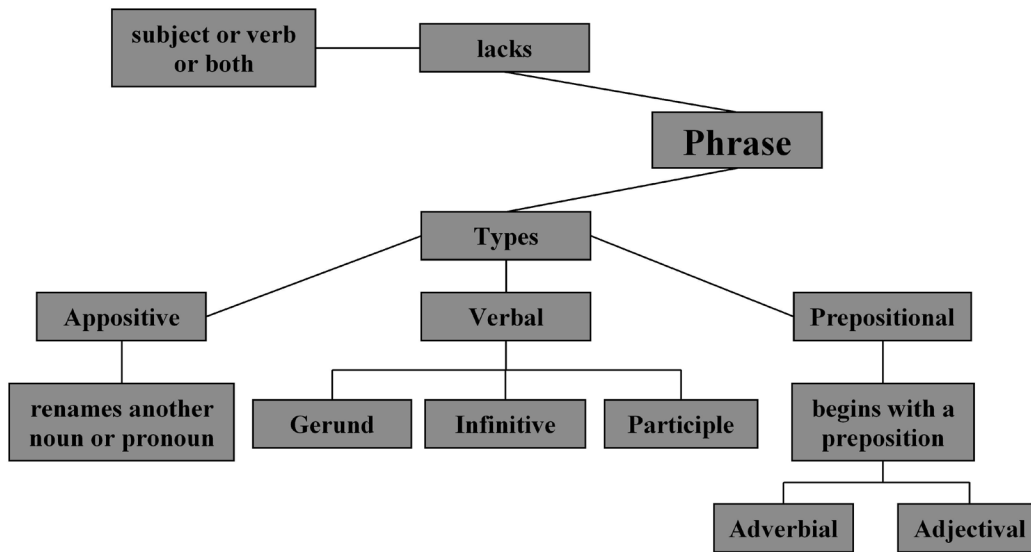 subject or verb
or both
lacks
Phrase
Types
Appositive
Verbal
Prepositional
renames another
noun or pronoun
Gerund
Infinitive
Participle
begins with a
preposition
Adverbial
Adjectival